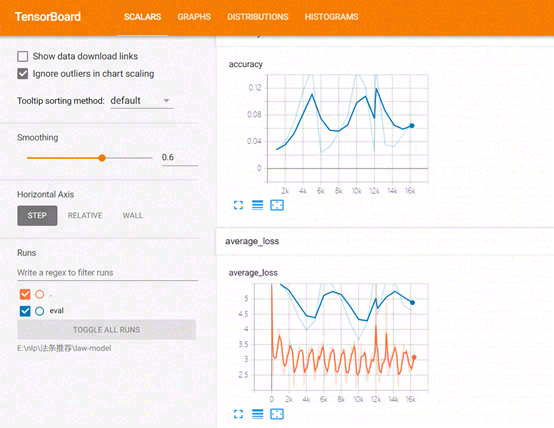 TensorBoard
SCALARS GRAPHS DISTRIBUTIONS HISTOGRAMS
Show data download links
Ignore outliers in chart scaling
Tooltip sorting method: default
Smoothing
0.6
Horizontal Axis
STEP RELATIVE WALL
Runs
Write a regex to filter runs
.
eval
TOGGLE ALL RUNS
E:\nlp\法条推荐\law-model
accuracy
0.12
0.08
0.04
0
2k 4k 6k 8k 10k 12k 14k 16k
average_loss
average_loss
5
4.5
4
3.5
3
2.5
0 2k 4k 6k 8k 10k 12k 14k 16k